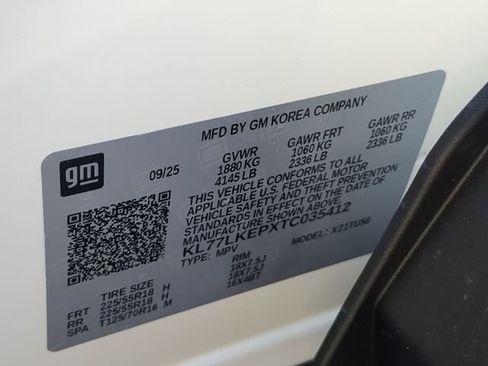 gm
09/25
MFD BY GM KOREA COMPANY
GVWR GAWR FRT GAWR RR
1880 KG 1060 KG 1060 KG
4145 LB 2336 LB 2336 LB
THIS VEHICLE CONFORMS TO ALL
APPLICABLE U.S. FEDERAL MOTOR
VEHICLE SAFETY AND THEFT PREVENTION
STANDARDS IN EFFECT ON THE DATE OF
MANUFACTURE SHOWN ABOVE.
KL77LKEPXTC035412
TYPE: MPV MODEL: X21TU58
TIRE SIZE RIM
FRT 225/55R18 H 18X7.5J
RR 225/55R18 H 18X7.5J
SPA T125/70R16 M 16X4BT